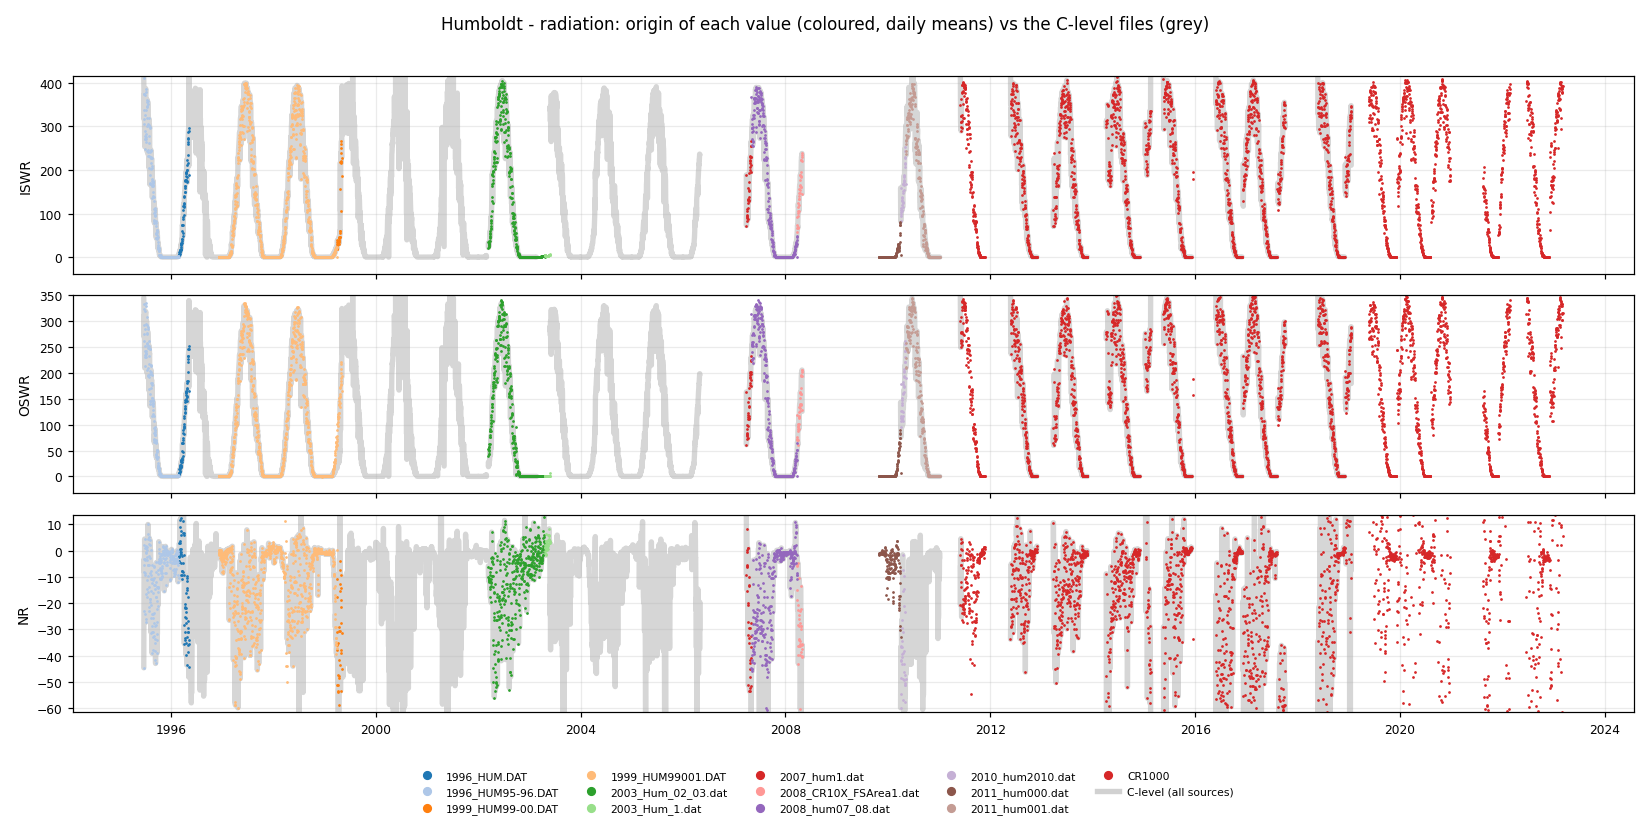 Humboldt - radiation: origin of each value (coloured, daily means) vs the C-level files (grey)
400
300
200
100
0
ISWR
350
300
250
200
150
100
50
0
OSWR
10
0
−10
−20
−30
−40
−50
−60
NR
1996
2000
2004
2008
2012
2016
2020
2024
1996_HUM.DAT
1996_HUM95-96.DAT
1999_HUM99-00.DAT
1999_HUM99001.DAT
2003_Hum_02_03.dat
2003_Hum_1.dat
2007_hum1.dat
2008_CR10X_FSArea1.dat
2008_hum07_08.dat
2010_hum2010.dat
2011_hum000.dat
2011_hum001.dat
CR1000
C-level (all sources)